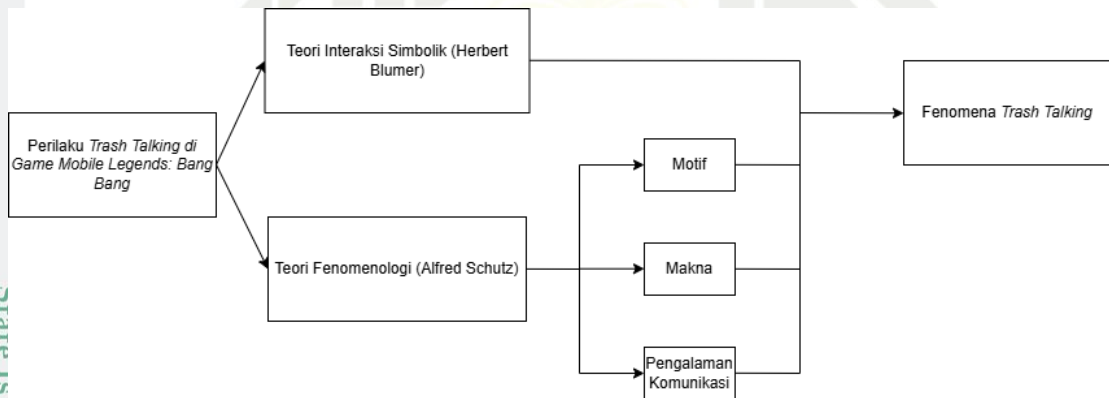 Teori Interaksi Simbolik (Herbert
Blumer)
Fenomena Trash Talking
Perilaku Trash Talking di
Game Mobile Legends: Bang
Bang
Motif
Teori Fenomenologi (Alfred Schutz)
Makna
Pengalaman
Komunikasi